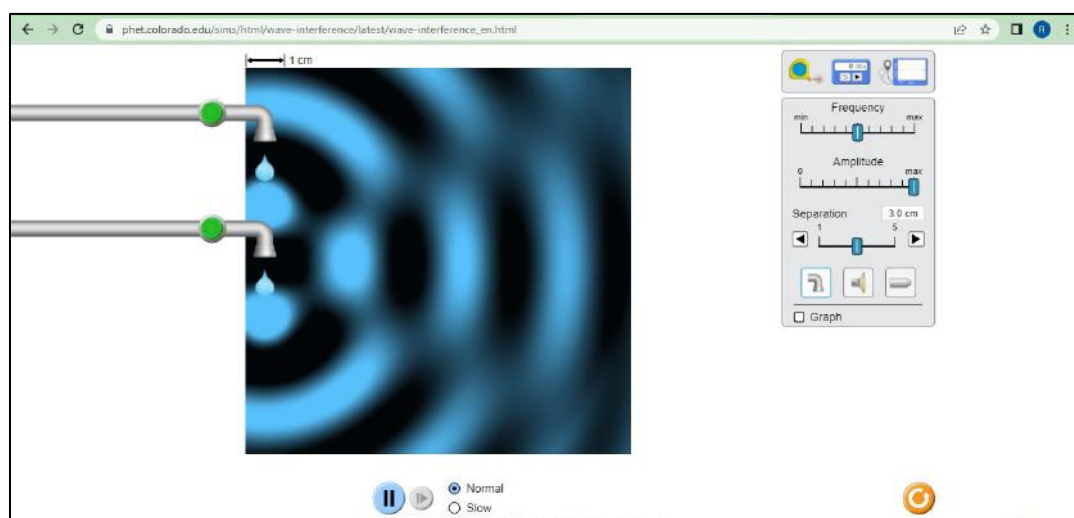 phet.colorado.edu/sims/html/wave-interference/latest/wave-interference_en.html
R
1 cm
Frequency
min max
Amplitude
0 max
Separation 3.0 cm
1 5
Graph
Normal
Slow